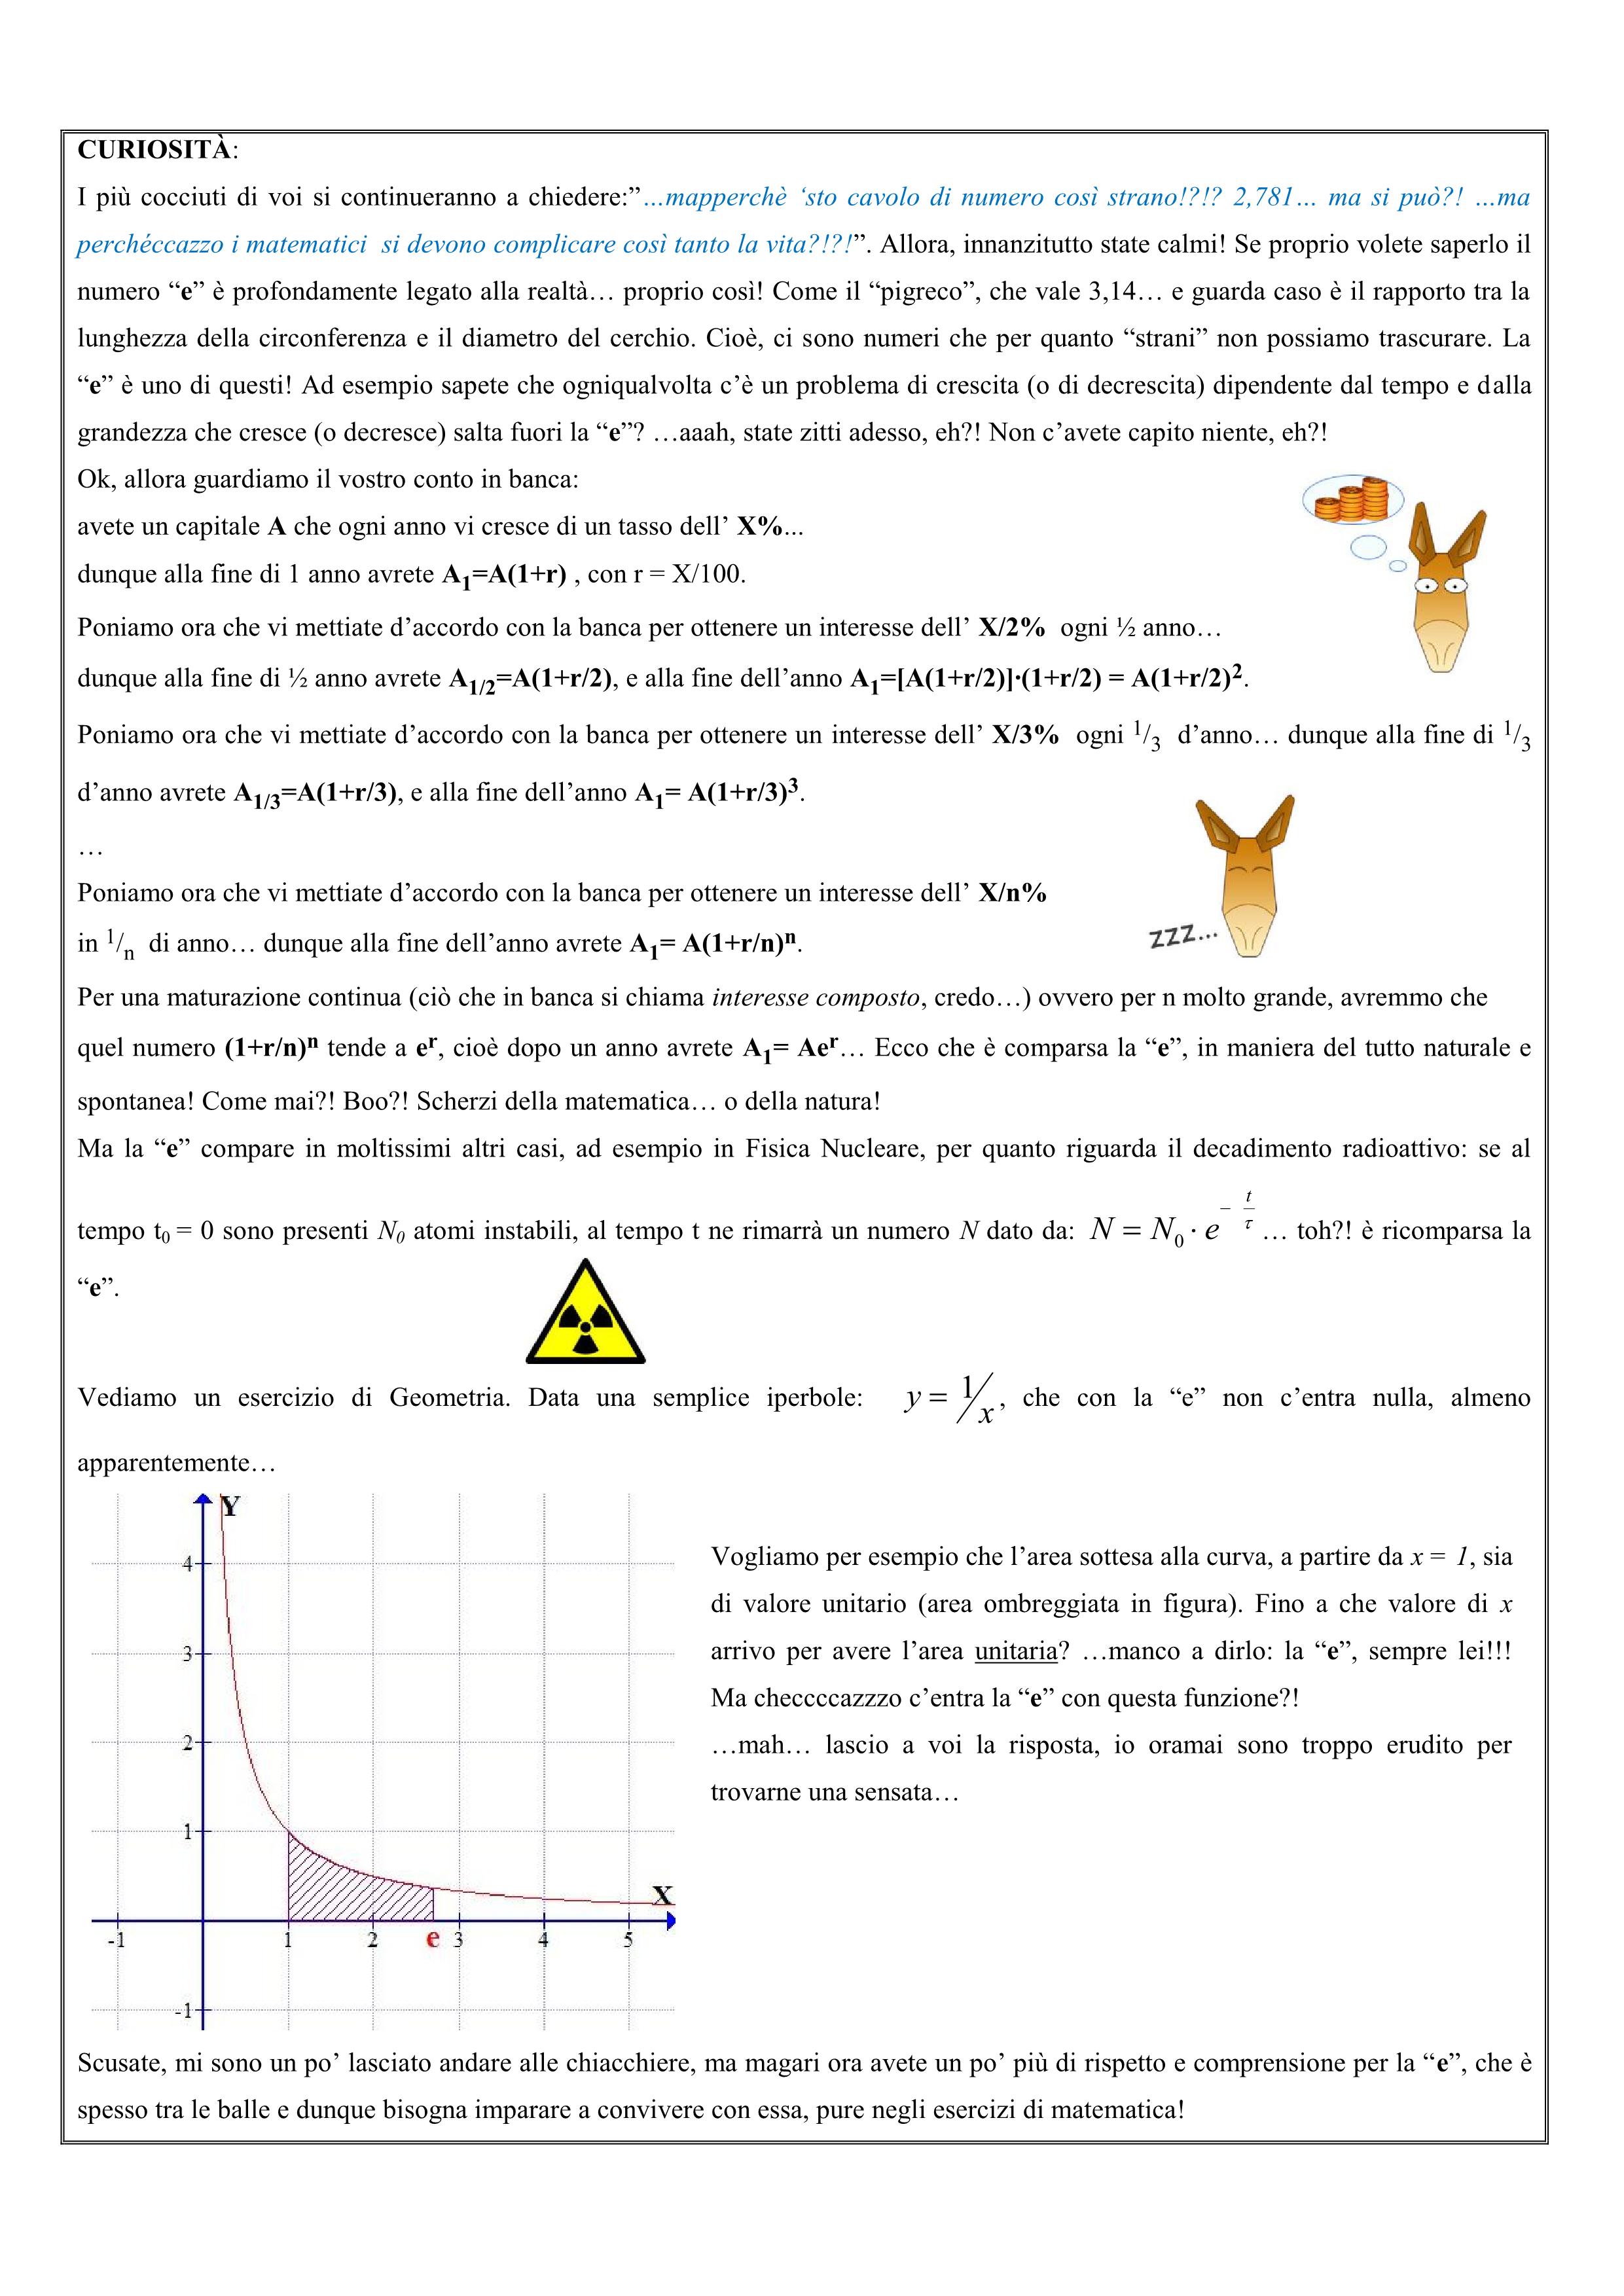 CURIOSITÀ:
I più cocciuti di voi si continueranno a chiedere:”…mapperchè ‘sto cavolo di numero così strano!?!? 2,781… ma si può?! …ma
perchéccazzo i matematici si devono complicare così tanto la vita?!?!”. Allora, innanzitutto state calmi! Se proprio volete saperlo il
numero “e” è profondamente legato alla realtà… proprio così! Come il “pigreco”, che vale 3,14… e guarda caso è il rapporto tra la
lunghezza della circonferenza e il diametro del cerchio. Cioè, ci sono numeri che per quanto “strani” non possiamo trascurare. La
“e” è uno di questi! Ad esempio sapete che ogniqualvolta c’è un problema di crescita (o di decrescita) dipendente dal tempo e dalla
grandezza che cresce (o decresce) salta fuori la “e”? …aaah, state zitti adesso, eh?! Non c’avete capito niente, eh?!
Ok, allora guardiamo il vostro conto in banca:
avete un capitale A che ogni anno vi cresce di un tasso dell’ X%...
dunque alla fine di 1 anno avrete A₁=A(1+r) , con r = X/100.
Poniamo ora che vi mettiate d’accordo con la banca per ottenere un interesse dell’ X/2% ogni ½ anno…
dunque alla fine di ½ anno avrete A1/2=A(1+r/2), e alla fine dell’anno A₁=[A(1+r/2)]·(1+r/2) = A(1+r/2)².
Poniamo ora che vi mettiate d’accordo con la banca per ottenere un interesse dell’ X/3% ogni ¹/₃ d’anno… dunque alla fine di ¹/₃
d’anno avrete A1/3=A(1+r/3), e alla fine dell’anno A₁= A(1+r/3)³.
…
Poniamo ora che vi mettiate d’accordo con la banca per ottenere un interesse dell’ X/n%
in ¹/ₙ di anno… dunque alla fine dell’anno avrete A₁= A(1+r/n)ⁿ.
zzz...
Per una maturazione continua (ciò che in banca si chiama interesse composto, credo…) ovvero per n molto grande, avremmo che
quel numero (1+r/n)ⁿ tende a eʳ, cioè dopo un anno avrete A₁= Aeʳ… Ecco che è comparsa la “e”, in maniera del tutto naturale e
spontanea! Come mai?! Boo?! Scherzi della matematica… o della natura!
Ma la “e” compare in moltissimi altri casi, ad esempio in Fisica Nucleare, per quanto riguarda il decadimento radioattivo: se al
tempo t₀ = 0 sono presenti N₀ atomi instabili, al tempo t ne rimarrà un numero N dato da: N = N₀ · e^(−t/τ) … toh?! è ricomparsa la
“e”.
Vediamo un esercizio di Geometria. Data una semplice iperbole: y = 1/x, che con la “e” non c’entra nulla, almeno
apparentemente…
Y
4
3
2
1
X
-1 1 2 e 3 4 5
-1
Vogliamo per esempio che l’area sottesa alla curva, a partire da x = 1, sia
di valore unitario (area ombreggiata in figura). Fino a che valore di x
arrivo per avere l’area unitaria? …manco a dirlo: la “e”, sempre lei!!!
Ma checcccazzzo c’entra la “e” con questa funzione?!
…mah… lascio a voi la risposta, io oramai sono troppo erudito per
trovarne una sensata…
Scusate, mi sono un po’ lasciato andare alle chiacchiere, ma magari ora avete un po’ più di rispetto e comprensione per la “e”, che è
spesso tra le balle e dunque bisogna imparare a convivere con essa, pure negli esercizi di matematica!